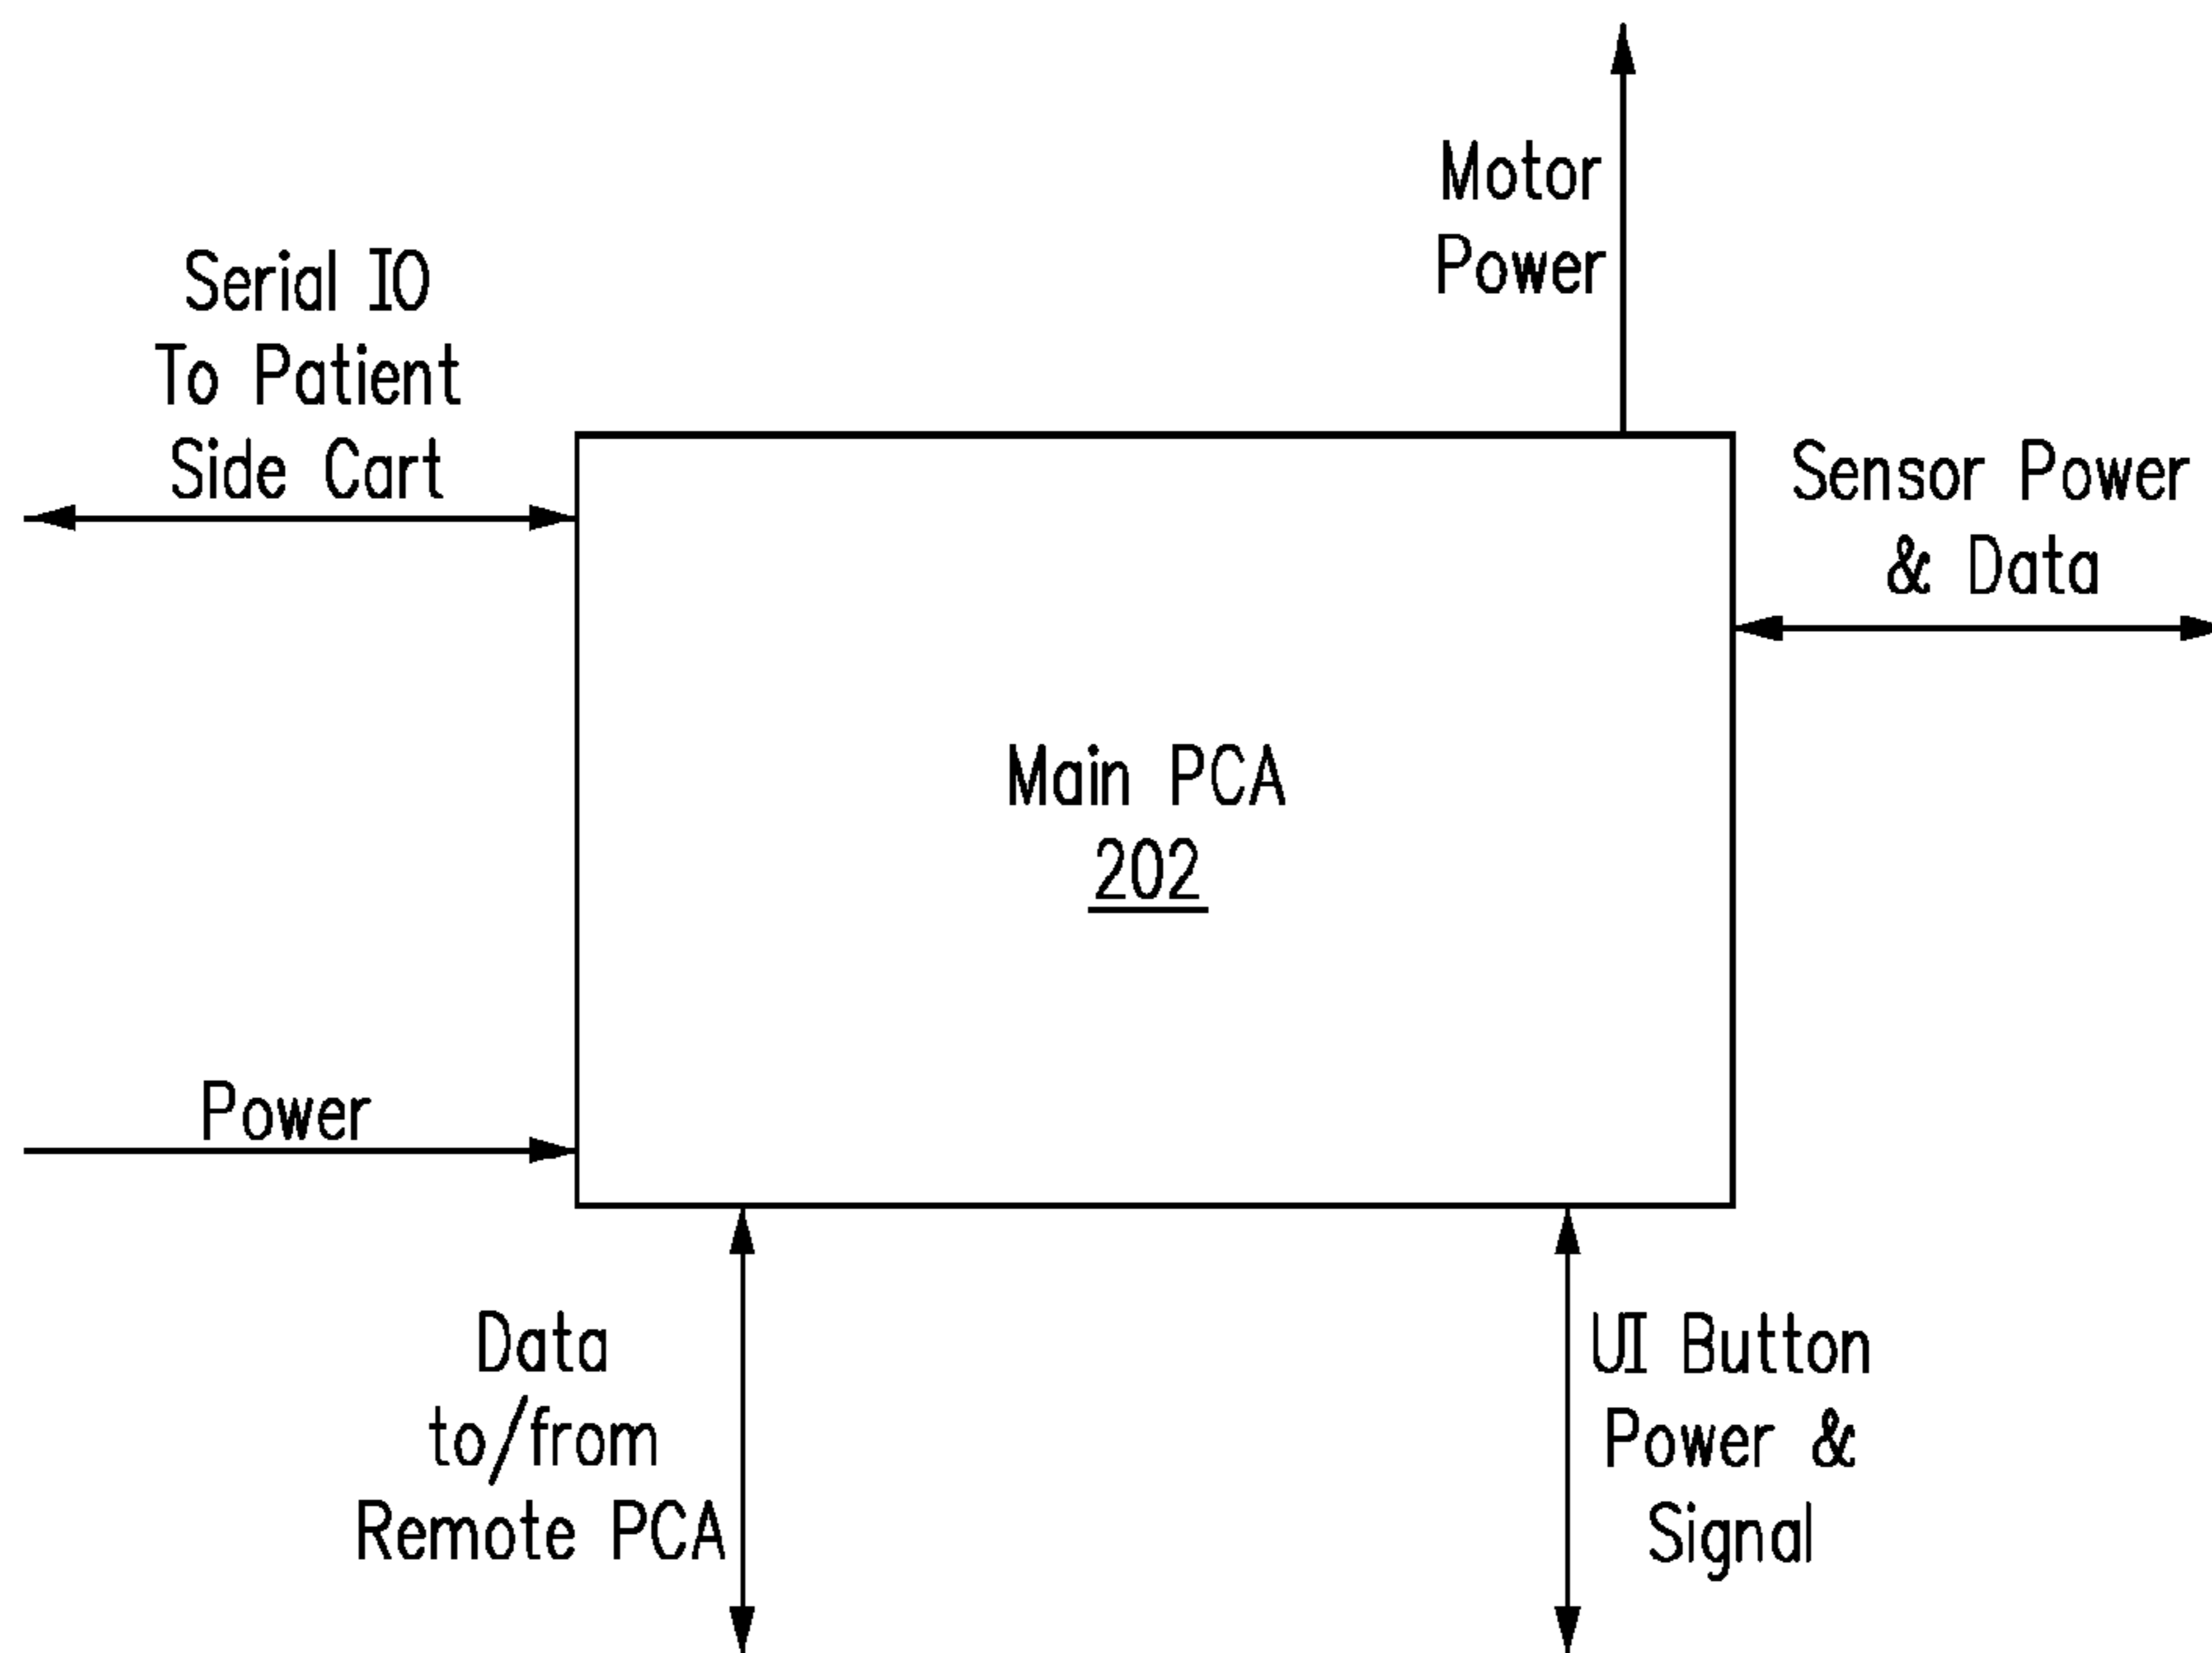 Motor
Power
Serial IO
To Patient
Side Cart
Sensor Power
& Data
Main PCA
202
Power
Data
to/from
Remote PCA
UI Button
Power &
Signal